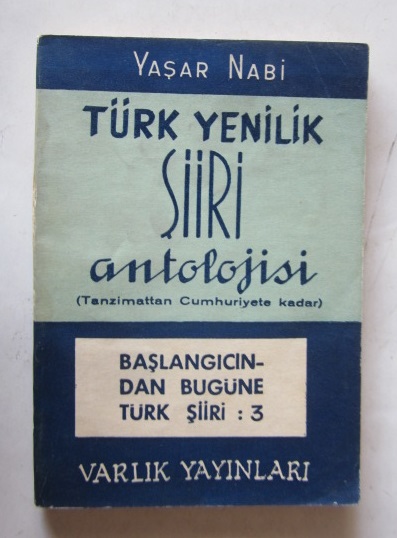 YAŞAR NABİ
TÜRK YENİLİK
ŞİİRİ
antolojisi
(Tanzimattan Cumhuriyete kadar)
BAŞLANGICIN-
DAN BUGÜNE
TÜRK ŞİİRİ : 3
VARLIK YAYINLARI